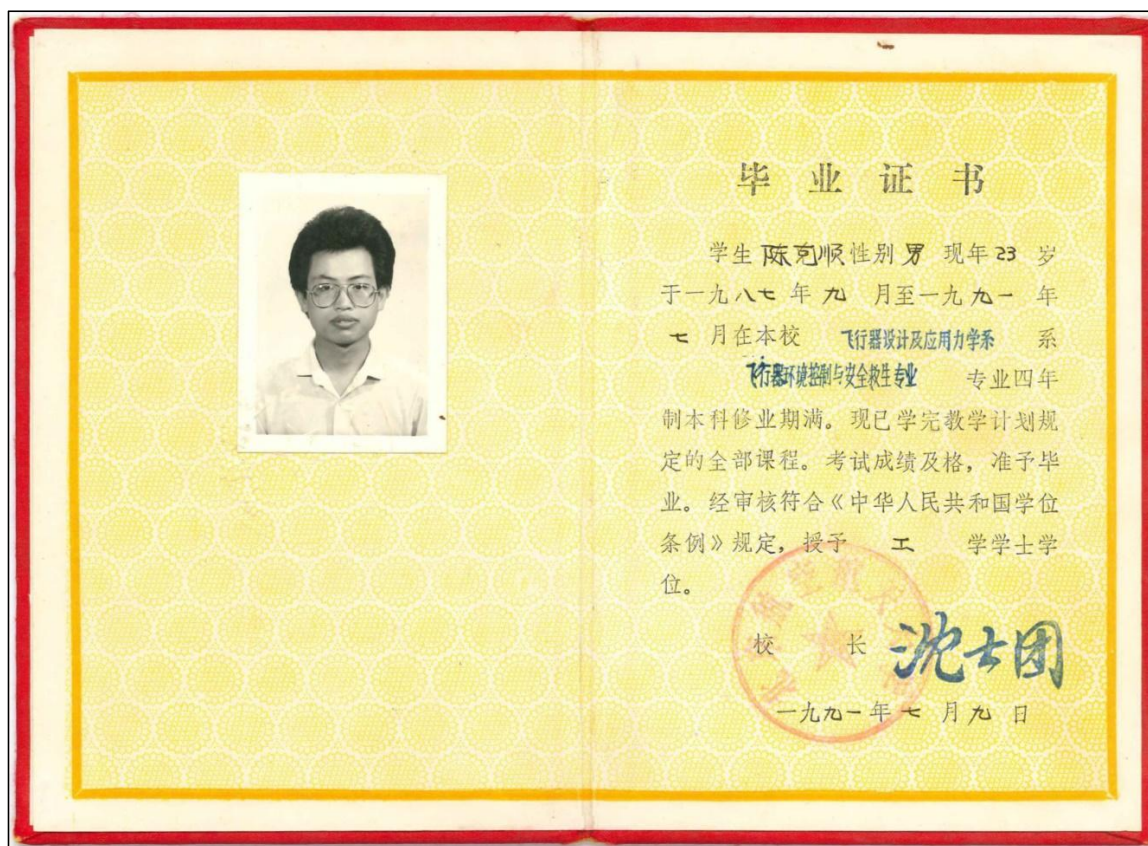 毕业证书
学生 陈克顺 性别 男 现年 23 岁
于一九八七年 九 月至一九九一年
七 月在本校 飞行器设计及应用力学系 系
飞行器环境控制与安全救生专业 专业四年
制本科修业期满。现已学完教学计划规
定的全部课程。考试成绩及格，准予毕
业。经审核符合《中华人民共和国学位
条例》规定，授予 工 学学士学
位。
校 长 沈士团
一九九一年 七 月 九 日